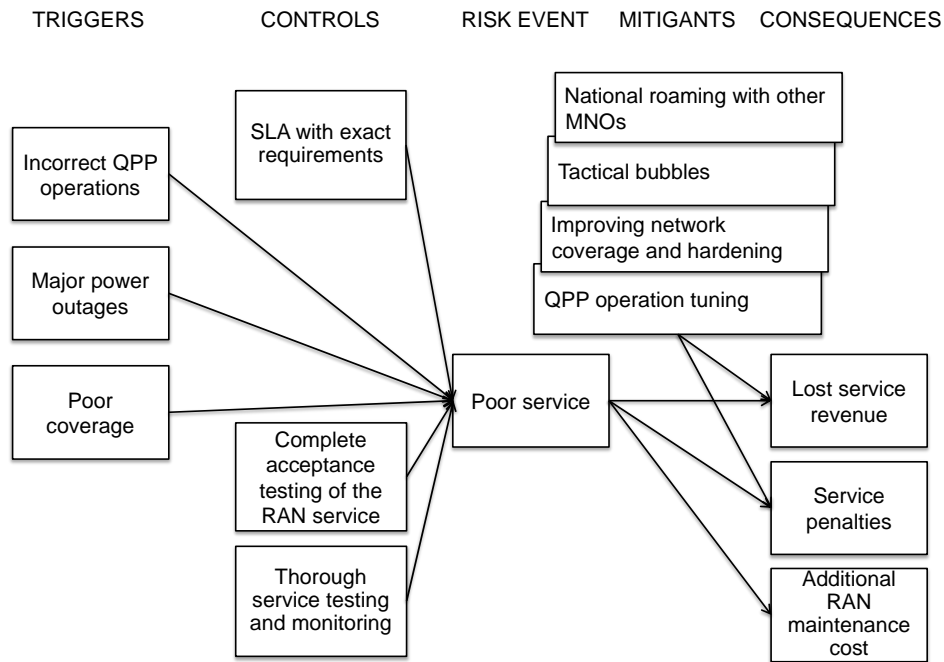 TRIGGERS CONTROLS RISK EVENT MITIGANTS CONSEQUENCES
Incorrect QPP
operations
Major power
outages
Poor
coverage
SLA with exact
requirements
Complete
acceptance
testing of the
RAN service
Thorough
service testing
and monitoring
Poor service
National roaming with other
MNOs
Tactical bubbles
Improving network
coverage and hardening
QPP operation tuning
Lost service
revenue
Service
penalties
Additional
RAN
maintenance
cost